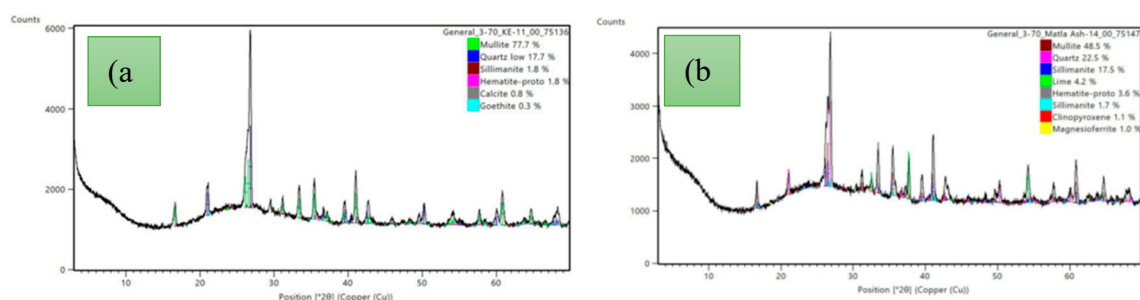 Counts
6000
4000
2000
0
10
20
30
40
50
60
Position [°2θ] (Copper (Cu))
(a
General_3-70_KE-11_00_7S136
Mullite 77.7 %
Quartz low 17.7 %
Sillimanite 1.8 %
Hematite-proto 1.8 %
Calcite 0.8 %
Goethite 0.3 %
Counts
4000
3000
2000
1000
0
10
20
30
40
50
60
Position [°2θ] (Copper (Cu))
(b
General_3-70_Matla Ash-14_00_7S147
Mullite 48.5 %
Quartz 22.5 %
Sillimanite 17.5 %
Lime 4.2 %
Hematite-proto 3.6 %
Sillimanite 1.7 %
Clinopyroxene 1.1 %
Magnesioferrite 1.0 %